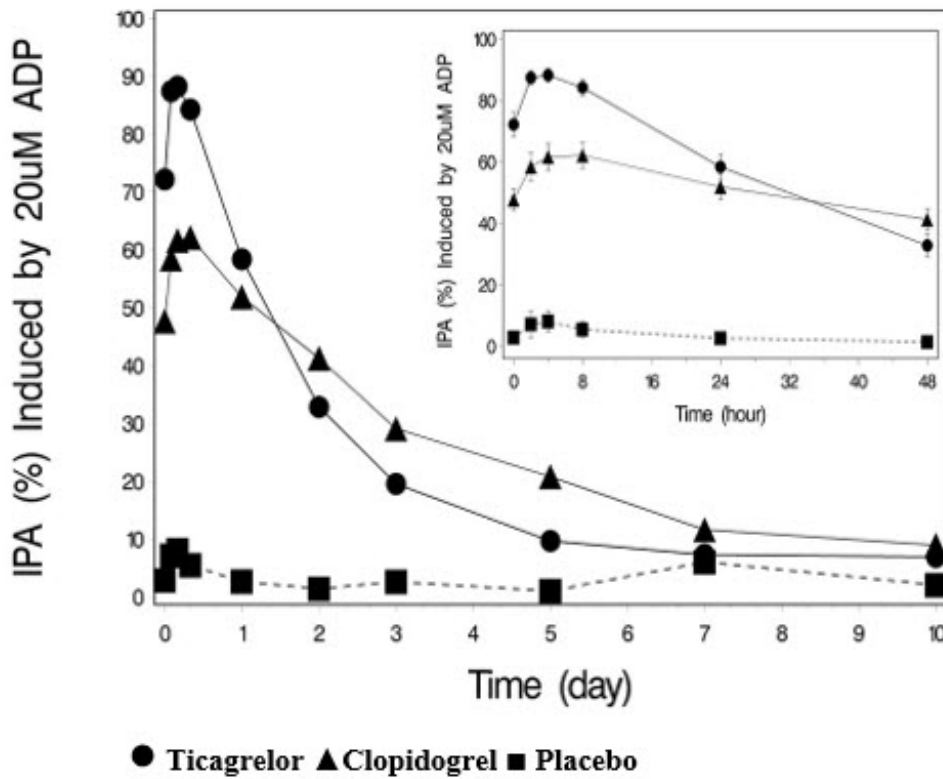 IPA (%) Induced by 20uM ADP
100
90
80
70
60
50
40
30
20
10
0
0 1 2 3 4 5 6 7 8 9 10
Time (day)
IPA (%) Induced by 20uM ADP
100
80
60
40
20
0
0 8 16 24 32 40 48
Time (hour)
Ticagrelor Clopidogrel Placebo